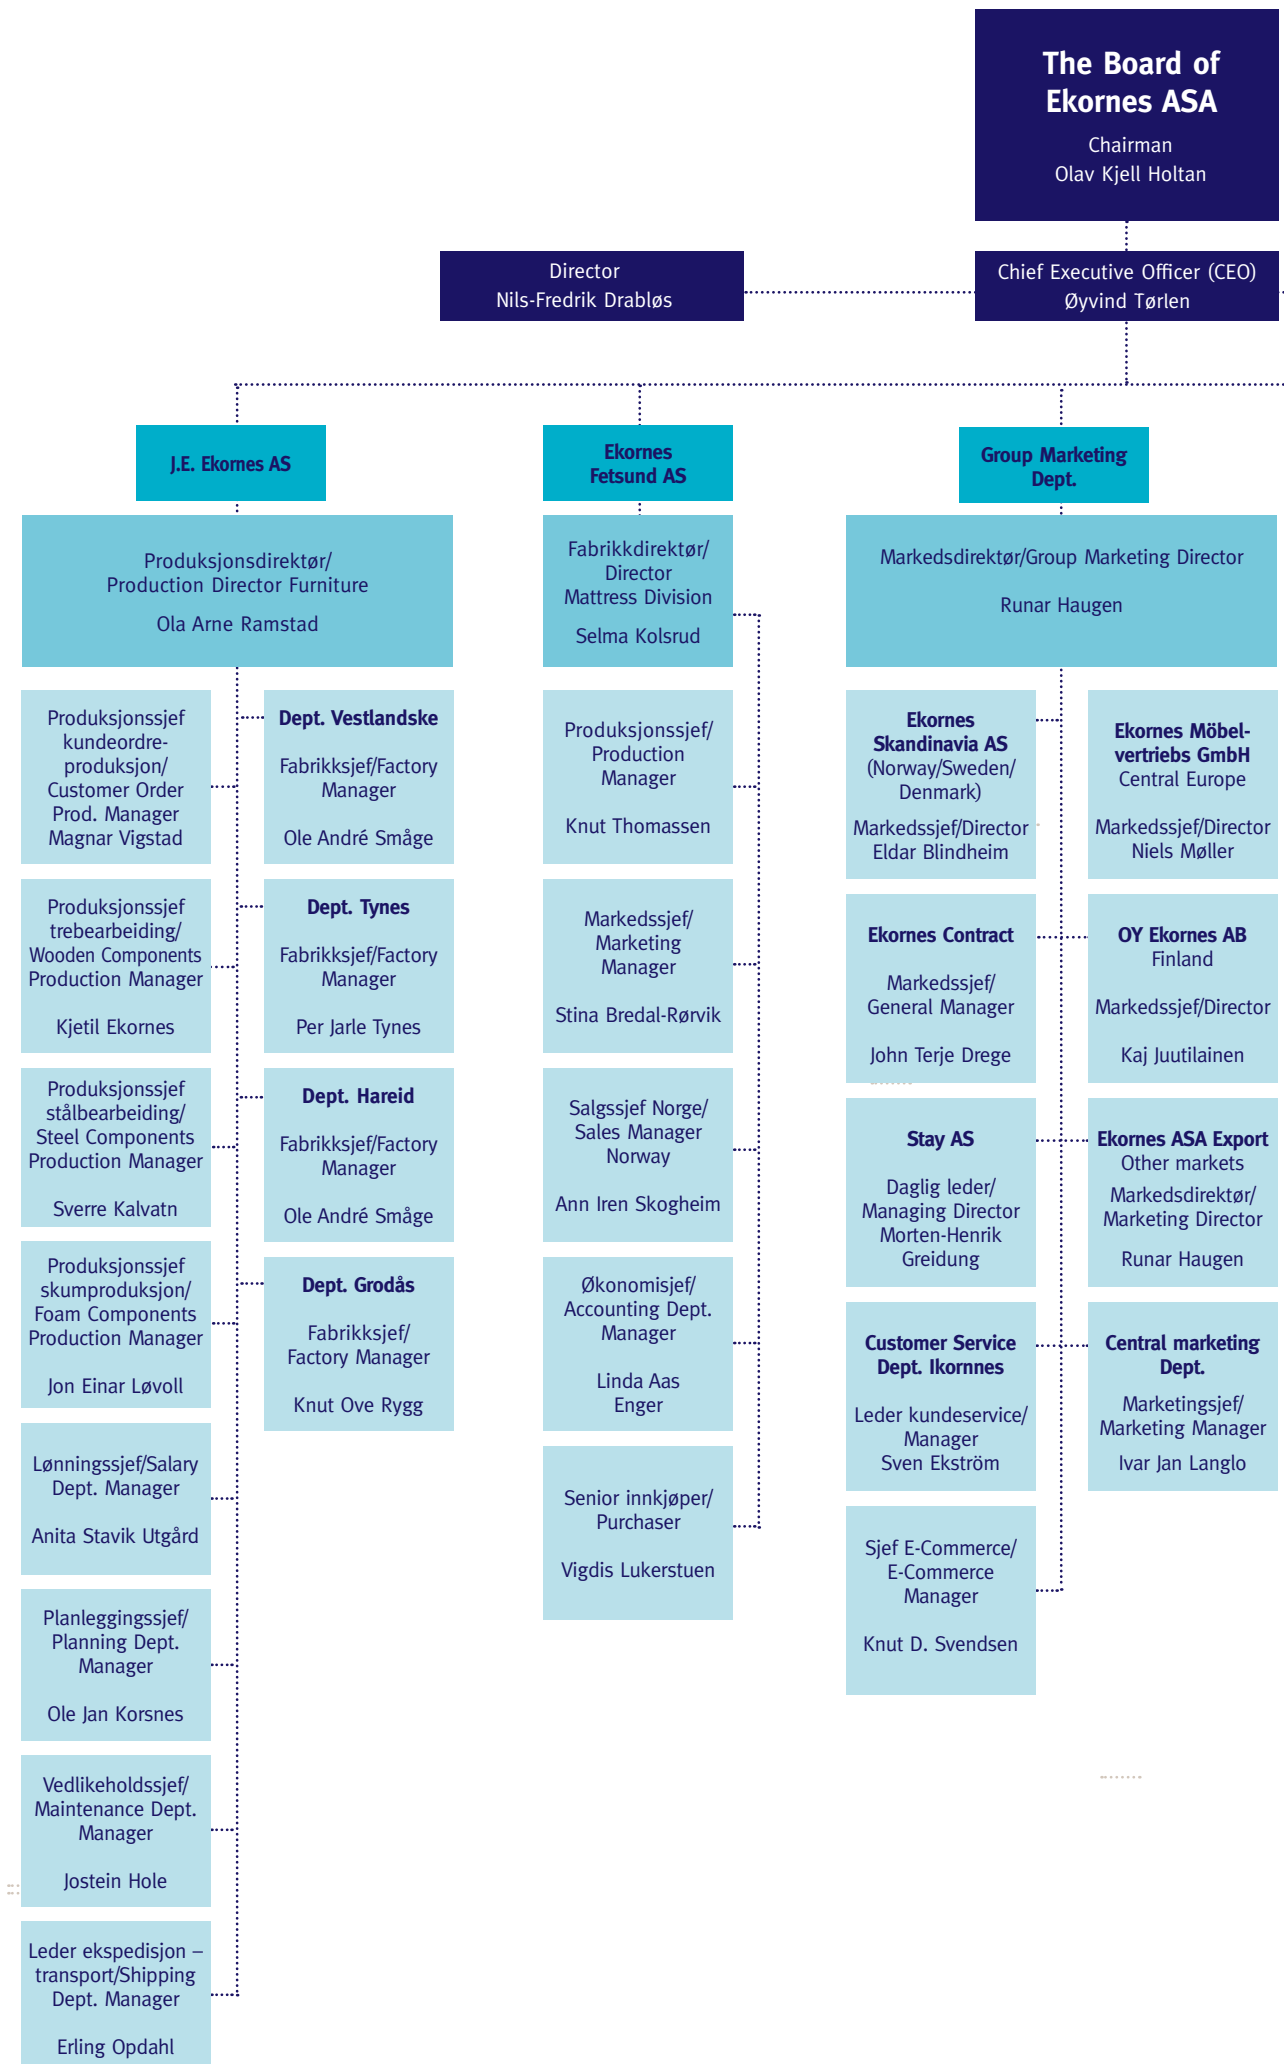 The Board of
Ekornes ASA
Chairman
Olav Kjell Holtan
Director
Nils-Fredrik Drabløs
Chief Executive Officer (CEO)
Øyvind Tørlen
J.E. Ekornes AS
Produksjonsdirektør/
Production Director Furniture
Ola Arne Ramstad
Produksjonssjef
kundeordre-
produksjon/
Customer Order
Prod. Manager
Magnar Vigstad
Dept. Vestlandske
Fabrikksjef/Factory
Manager
Ole André Småge
Produksjonssjef
trebearbeiding/
Wooden Components
Production Manager
Kjetil Ekornes
Dept. Tynes
Fabrikksjef/Factory
Manager
Per Jarle Tynes
Produksjonssjef
stålbearbeiding/
Steel Components
Production Manager
Sverre Kalvatn
Dept. Hareid
Fabrikksjef/Factory
Manager
Ole André Småge
Produksjonssjef
skumproduksjon/
Foam Components
Production Manager
Jon Einar Løvoll
Dept. Grodås
Fabrikksjef/
Factory Manager
Knut Ove Rygg
Lønningssjef/Salary
Dept. Manager
Anita Stavik Utgård
Planleggingssjef/
Planning Dept.
Manager
Ole Jan Korsnes
Vedlikeholdssjef/
Maintenance Dept.
Manager
Jostein Hole
Leder ekspedisjon –
transport/Shipping
Dept. Manager
Erling Opdahl
Ekornes
Fetsund AS
Fabrikkdirektør/
Director
Mattress Division
Selma Kolsrud
Produksjonssjef/
Production
Manager
Knut Thomassen
Markedssjef/
Marketing
Manager
Stina Bredal-Rørvik
Salgssjef Norge/
Sales Manager
Norway
Ann Iren Skogheim
Økonomisjef/
Accounting Dept.
Manager
Linda Aas
Enger
Senior innkjøper/
Purchaser
Vigdis Lukerstuen
Group Marketing
Dept.
Markedsdirektør/Group Marketing Director
Runar Haugen
Ekornes
Skandinavia AS
(Norway/Sweden/
Denmark)
Markedssjef/Director
Eldar Blindheim
Ekornes Möbel-
vertriebs GmbH
Central Europe
Markedssjef/Director
Niels Møller
Ekornes Contract
Markedssjef/
General Manager
John Terje Drege
OY Ekornes AB
Finland
Markedssjef/Director
Kaj Juutilainen
Stay AS
Daglig leder/
Managing Director
Morten-Henrik
Greidung
Ekornes ASA Export
Other markets
Markedsdirektør/
Marketing Director
Runar Haugen
Customer Service
Dept. Ikornnes
Leder kundeservice/
Manager
Sven Ekström
Central marketing
Dept.
Marketingsjef/
Marketing Manager
Ivar Jan Langlo
Sjef E-Commerce/
E-Commerce
Manager
Knut D. Svendsen